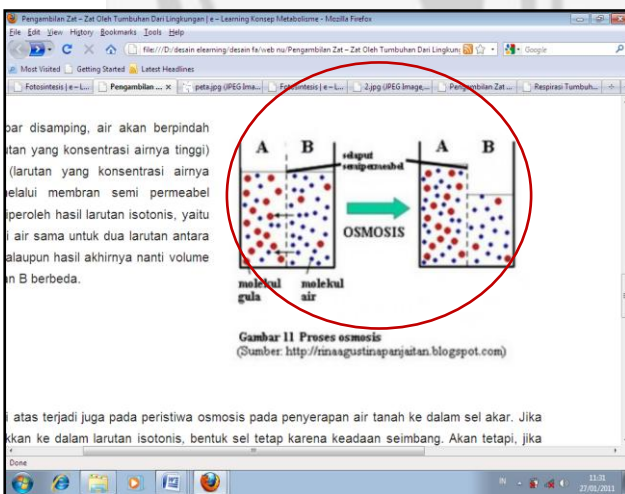 Pengambilan Zat – Zat Oleh Tumbuhan Dari Lingkungan | e – Learning Konsep Metabolisme - Mozilla Firefox
File Edit View History Bookmarks Tools Help
file:///D:/desain elearning/desain fa/web nu/Pengambilan Zat – Zat Oleh Tumbuhan Dari Lingkung
Google
Most Visited Getting Started Latest Headlines
Fotosintesis | e – L... Pengambilan ... x peta.jpg (JPEG Ima... Fotosintesis | e – L... 2.jpg (JPEG Image,... Pengambilan Zat ... Respirasi Tumbuh...
bar disamping, air akan berpindah
utan yang konsentrasi airnya tinggi)
(larutan yang konsentrasi airnya
nelalui membran semi permeabel
iperoleh hasil larutan isotonis, yaitu
i air sama untuk dua larutan antara
alaupun hasil akhirnya nanti volume
an B berbeda.
A B
selaput
semipermeabel
A B
OSMOSIS
molekul molekul
gula air
Gambar 11 Proses osmosis
(Sumber: http://rinaagustinapanjaitan.blogspot.com)
i atas terjadi juga pada peristiwa osmosis pada penyerapan air tanah ke dalam sel akar. Jika
kkan ke dalam larutan isotonis, bentuk sel tetap karena keadaan seimbang. Akan tetapi, jika
Done
IN
11:31
27/01/2011